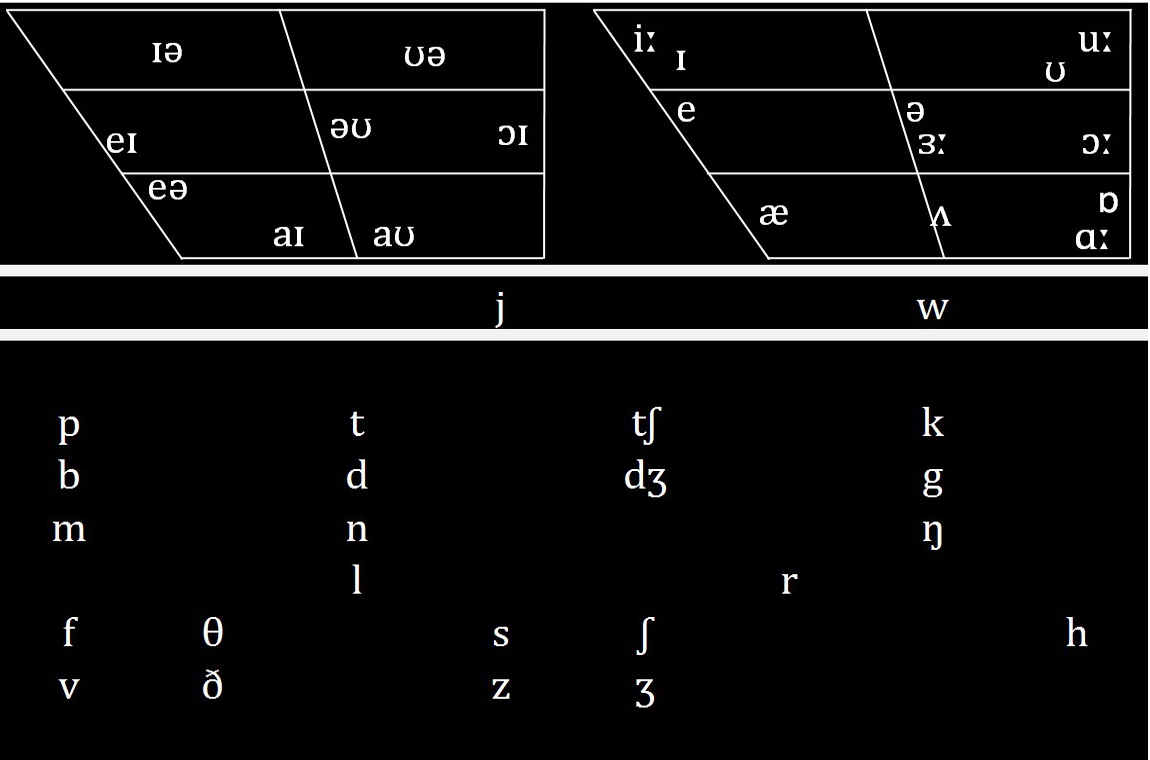 ɪə ʊə
eɪ əʊ ɔɪ
eə
aɪ aʊ
iː ɪ uː ʊ
e ə ɜː ɔː
æ ʌ ɒ ɑː
j w
p t tʃ k
b d dʒ g
m n ŋ
l r
f θ s ʃ h
v ð z ʒ